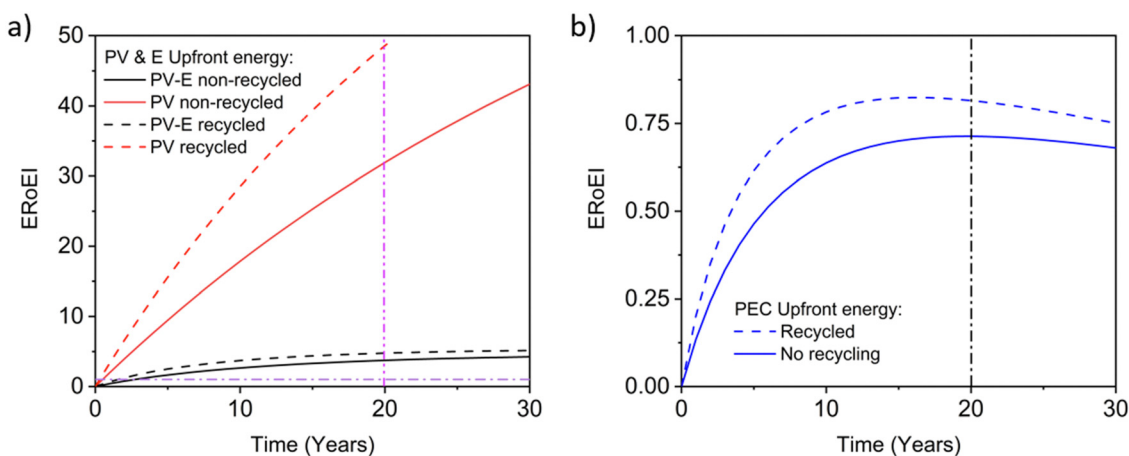 a)
50
40
30
20
10
0
ERoEI
PV & E Upfront energy:
PV-E non-recycled
PV non-recycled
PV-E recycled
PV recycled
0
10
20
30
Time (Years)
b)
1.00
0.75
0.50
0.25
0.00
ERoEI
PEC Upfront energy:
Recycled
No recycling
0
10
20
30
Time (Years)